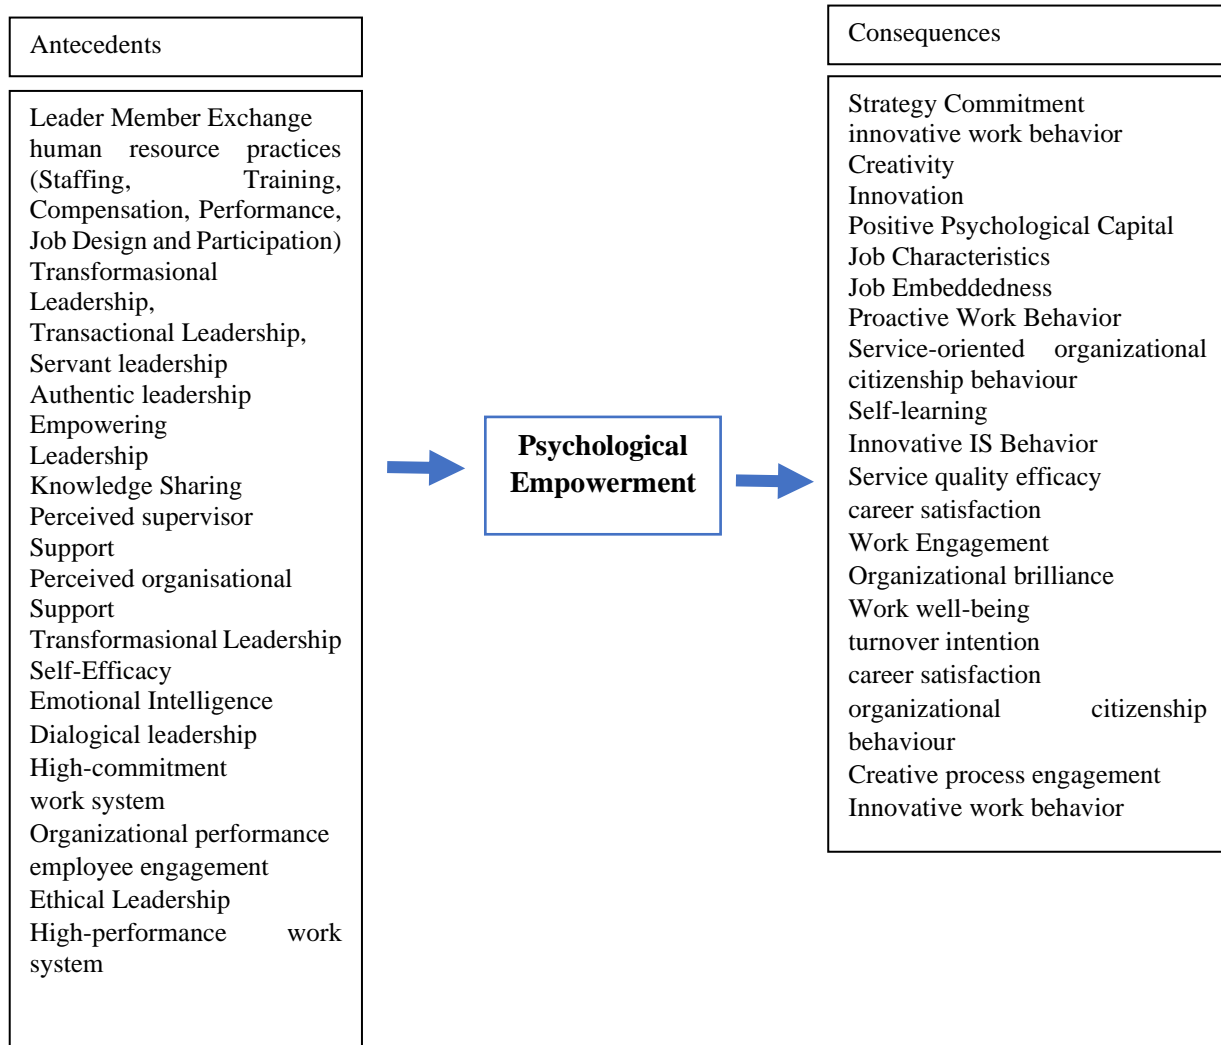 Antecedents
Leader Member Exchange
human resource practices
(Staffing, Training,
Compensation, Performance,
Job Design and Participation)
Transformasional
Leadership,
Transactional Leadership,
Servant leadership
Authentic leadership
Empowering
Leadership
Knowledge Sharing
Perceived supervisor
Support
Perceived organisational
Support
Transformasional Leadership
Self-Efficacy
Emotional Intelligence
Dialogical leadership
High-commitment
work system
Organizational performance
employee engagement
Ethical Leadership
High-performance work
system
Psychological
Empowerment
Consequences
Strategy Commitment
innovative work behavior
Creativity
Innovation
Positive Psychological Capital
Job Characteristics
Job Embeddedness
Proactive Work Behavior
Service-oriented organizational
citizenship behaviour
Self-learning
Innovative IS Behavior
Service quality efficacy
career satisfaction
Work Engagement
Organizational brilliance
Work well-being
turnover intention
career satisfaction
organizational citizenship
behaviour
Creative process engagement
Innovative work behavior